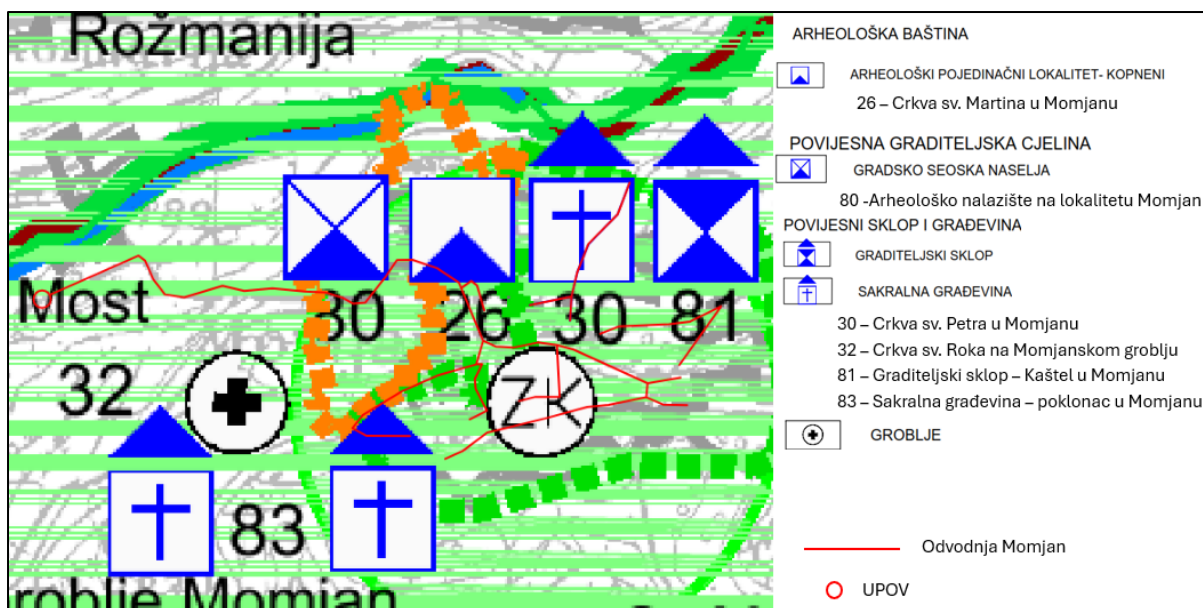 Rožmanija
Most
30
26
30
81
32
ZK
83
roblje Momjan
ARHEOLOŠKA BAŠTINA
ARHEOLOŠKI POJEDINAČNI LOKALITET- KOPNENI
26 – Crkva sv. Martina u Momjanu
POVIJESNA GRADITELJSKA CJELINA
GRADSKO SEOSKA NASELJA
80 -Arheološko nalazište na lokalitetu Momjan
POVIJESNI SKLOP I GRAĐEVINA
GRADITELJSKI SKLOP
SAKRALNA GRAĐEVINA
30 – Crkva sv. Petra u Momjanu
32 – Crkva sv. Roka na Momjanskom groblju
81 – Graditeljski sklop – Kaštel u Momjanu
83 – Sakralna građevina – poklonac u Momjanu
GROBLJE
Odvodnja Momjan
UPOV